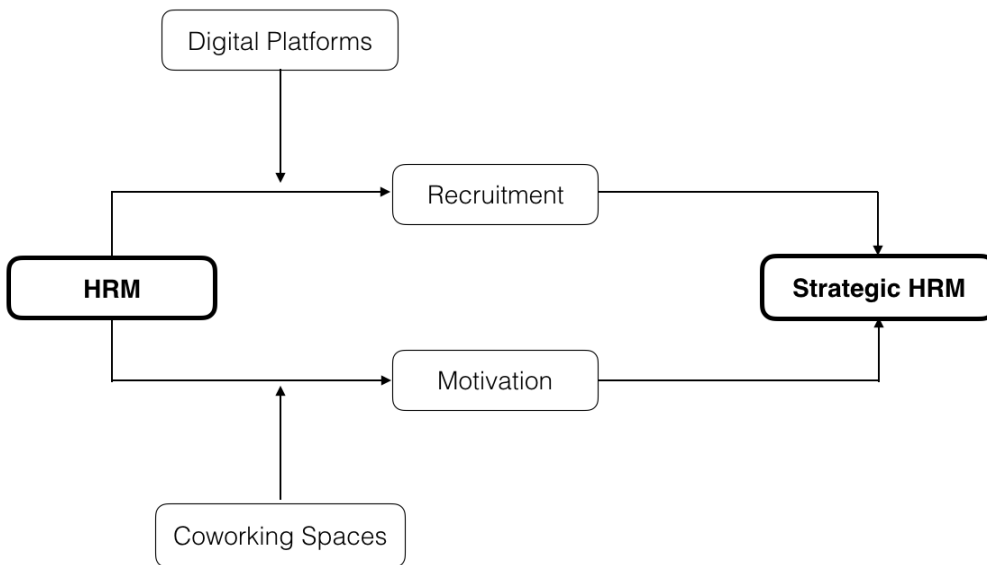 Digital Platforms
Recruitment
HRM
Strategic HRM
Motivation
Coworking Spaces